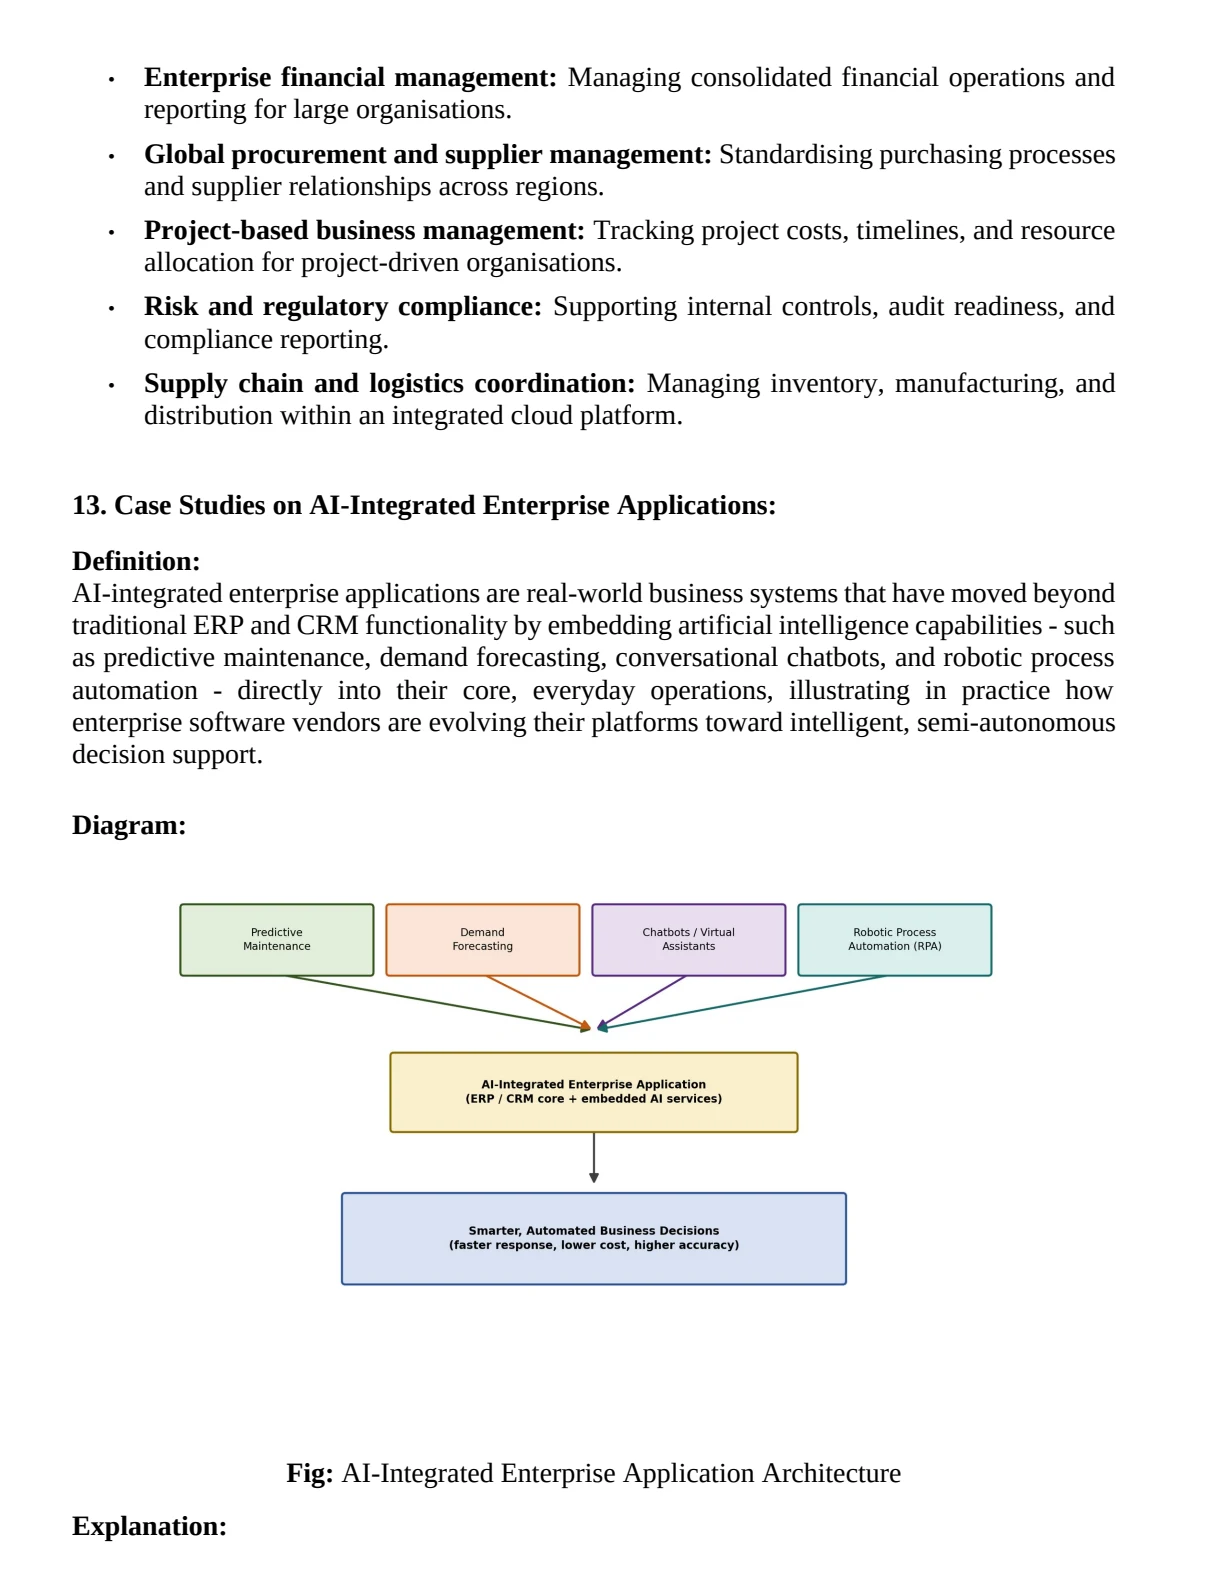 • Enterprise financial management: Managing consolidated financial operations and
reporting for large organisations.
• Global procurement and supplier management: Standardising purchasing processes
and supplier relationships across regions.
• Project-based business management: Tracking project costs, timelines, and resource
allocation for project-driven organisations.
• Risk and regulatory compliance: Supporting internal controls, audit readiness, and
compliance reporting.
• Supply chain and logistics coordination: Managing inventory, manufacturing, and
distribution within an integrated cloud platform.
13. Case Studies on AI-Integrated Enterprise Applications:
Definition:
AI-integrated enterprise applications are real-world business systems that have moved beyond
traditional ERP and CRM functionality by embedding artificial intelligence capabilities - such
as predictive maintenance, demand forecasting, conversational chatbots, and robotic process
automation - directly into their core, everyday operations, illustrating in practice how
enterprise software vendors are evolving their platforms toward intelligent, semi-autonomous
decision support.
Diagram:
Predictive
Maintenance
Demand
Forecasting
Chatbots / Virtual
Assistants
Robotic Process
Automation (RPA)
AI-Integrated Enterprise Application
(ERP / CRM core + embedded AI services)
Smarter, Automated Business Decisions
(faster response, lower cost, higher accuracy)
Fig: AI-Integrated Enterprise Application Architecture
Explanation: